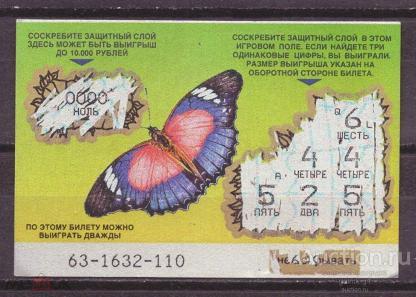 СОСКРЕБИТЕ ЗАЩИТНЫЙ СЛОЙ
ЗДЕСЬ МОЖЕТ БЫТЬ ВЫИГРЫШ
ДО 10.000 РУБЛЕЙ
0000
НОЛЬ
СОСКРЕБИТЕ ЗАЩИТНЫЙ СЛОЙ В ЭТОМ
ИГРОВОМ ПОЛЕ. ЕСЛИ НАЙДЕТЕ ТРИ
ОДИНАКОВЫЕ ЦИФРЫ, ВЫ ВЫИГРАЛИ.
РАЗМЕР ВЫИГРЫША УКАЗАН НА
ОБОРОТНОЙ СТОРОНЕ БИЛЕТА.
6
ШЕСТЬ
4 4
ЧЕТЫРЕ ЧЕТЫРЕ
5 2 5
ПЯТЬ ДВА ПЯТЬ
ПО ЭТОМУ БИЛЕТУ МОЖНО
ВЫИГРАТЬ ДВАЖДЫ
63-1632-110